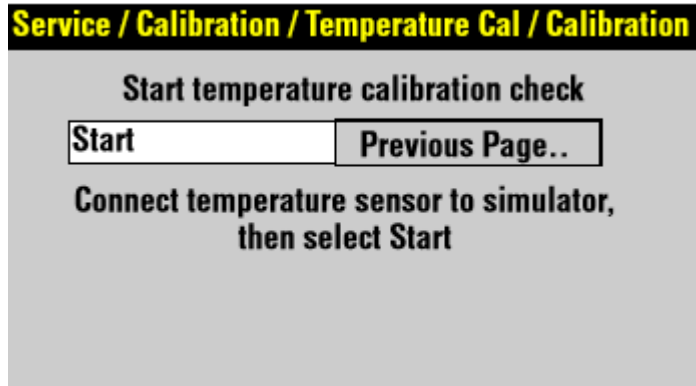 Service / Calibration / Temperature Cal / Calibration
Start temperature calibration check
Start Previous Page..
Connect temperature sensor to simulator,
then select Start